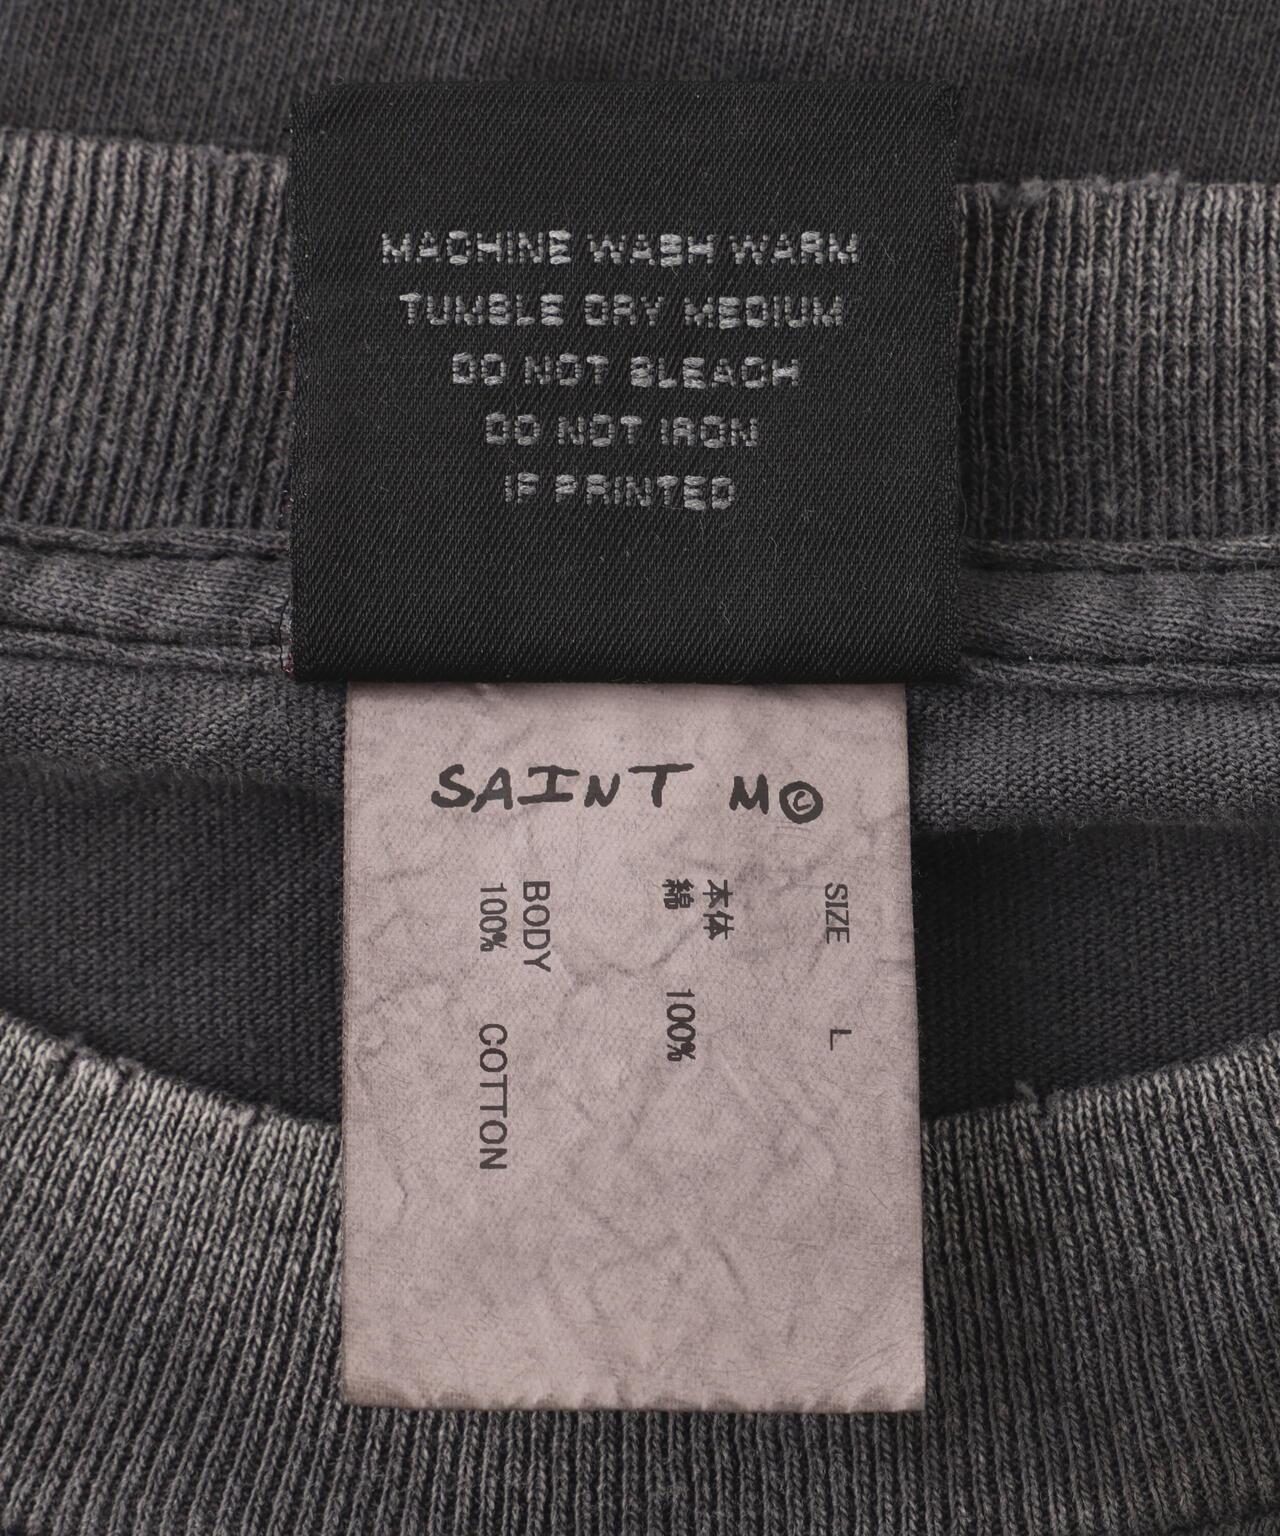 MACHINE WASH WARM
TUMBLE DRY MEDIUM
DO NOT BLEACH
DO NOT IRON
IF PRINTED
SAINT M©
SIZE L
本体
綿 100%
BODY
100% COTTON